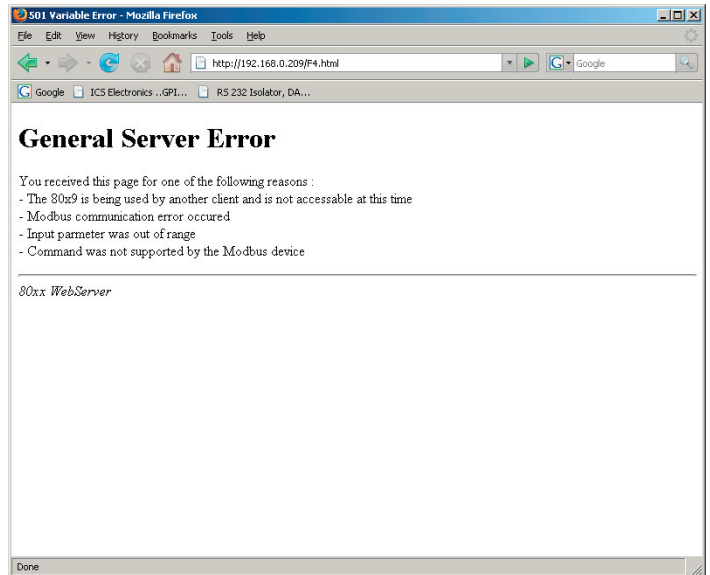 501 Variable Error - Mozilla Firefox
File Edit View History Bookmarks Tools Help
http://192.168.0.209/F4.html
Google
Google ICS Electronics ..GPI... RS 232 Isolator, DA...
General Server Error
You received this page for one of the following reasons :
- The 80x9 is being used by another client and is not accessable at this time
- Modbus communication error occured
- Input parmeter was out of range
- Command was not supported by the Modbus device
80xx WebServer
Done